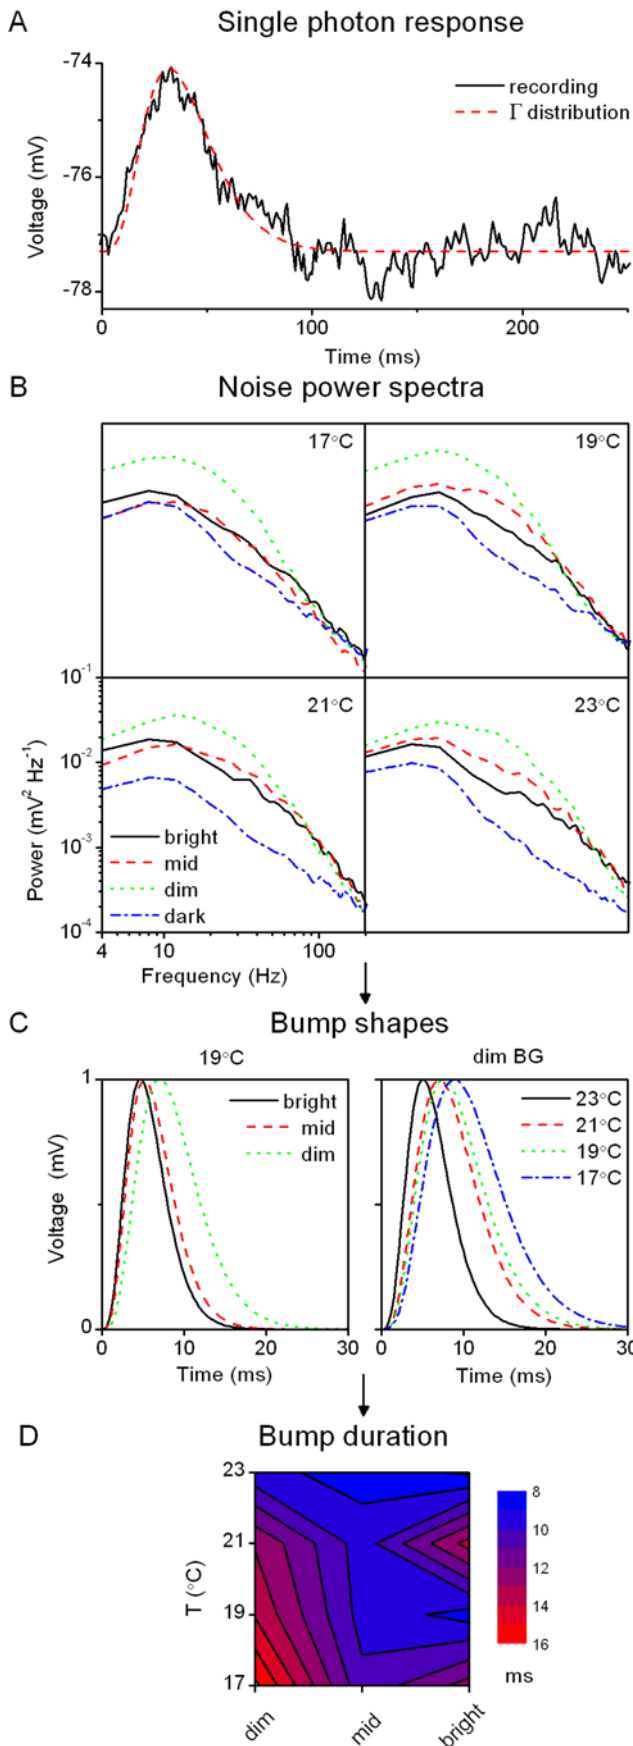 A Single photon response
-74
-76
-78
Voltage (mV)
recording
Γ distribution
0 100 200
Time (ms)
B Noise power spectra
17°C 19°C
10⁻¹
21°C 23°C
10⁻²
10⁻³
10⁻⁴
Power (mV² Hz⁻¹)
bright
mid
dim
dark
4 10 100
Frequency (Hz)
C Bump shapes
19°C dim BG
1
0
Voltage (mV)
bright
mid
dim
23°C
21°C
19°C
17°C
0 10 20 30 0 10 20 30
Time (ms) Time (ms)
D Bump duration
23
21
19
17
T (°C)
8
10
12
14
16
ms
dim mid bright